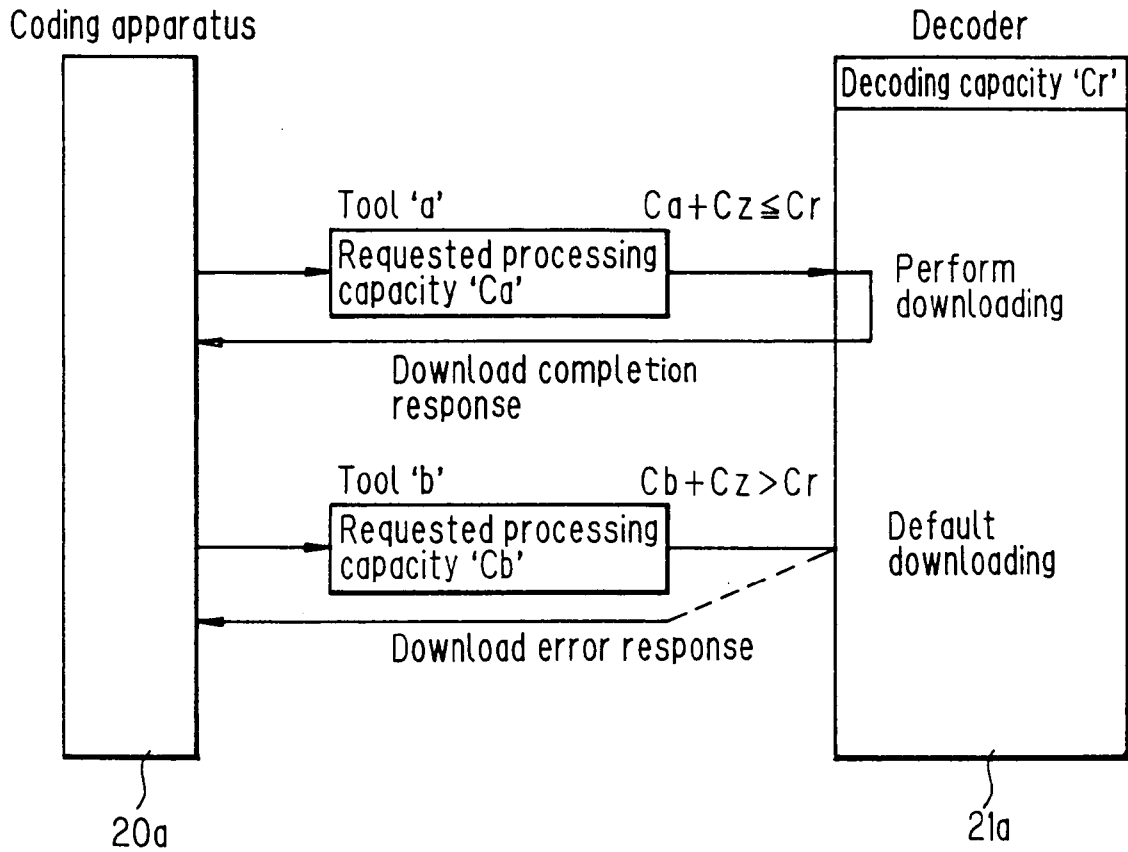 Coding apparatus
Decoder
Decoding capacity 'Cr'
Tool 'a'
Ca+Cz≦Cr
Requested processing
capacity 'Ca'
Perform
downloading
Download completion
response
Tool 'b'
Cb+Cz>Cr
Requested processing
capacity 'Cb'
Default
downloading
Download error response
20a
21a